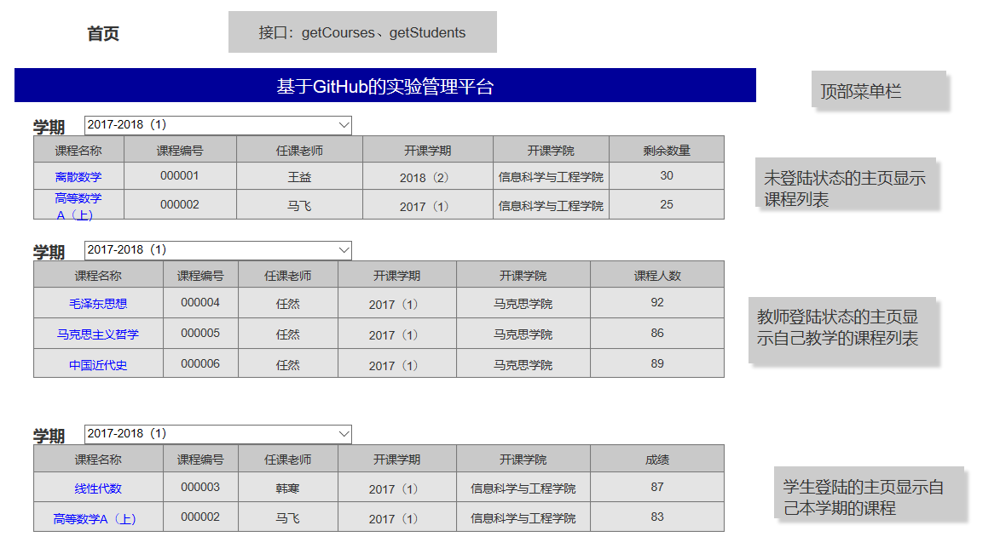 首页
接口：getCourses、getStudents
基于GitHub的实验管理平台
顶部菜单栏
学期 2017-2018（1）
课程名称 课程编号 任课老师 开课学期 开课学院 剩余数量
离散数学 000001 王益 2018（2） 信息科学与工程学院 30
高等数学
A（上） 000002 马飞 2017（1） 信息科学与工程学院 25
未登陆状态的主页显示
课程列表
学期 2017-2018（1）
课程名称 课程编号 任课老师 开课学期 开课学院 课程人数
毛泽东思想 000004 任然 2017（1） 马克思学院 92
马克思主义哲学 000005 任然 2017（1） 马克思学院 86
中国近代史 000006 任然 2017（1） 马克思学院 89
教师登陆状态的主页显
示自己教学的课程列表
学期 2017-2018（1）
课程名称 课程编号 任课老师 开课学期 开课学院 成绩
线性代数 000003 韩寒 2017（1） 信息科学与工程学院 87
高等数学A（上） 000002 马飞 2017（1） 信息科学与工程学院 83
学生登陆的主页显示自
己本学期的课程